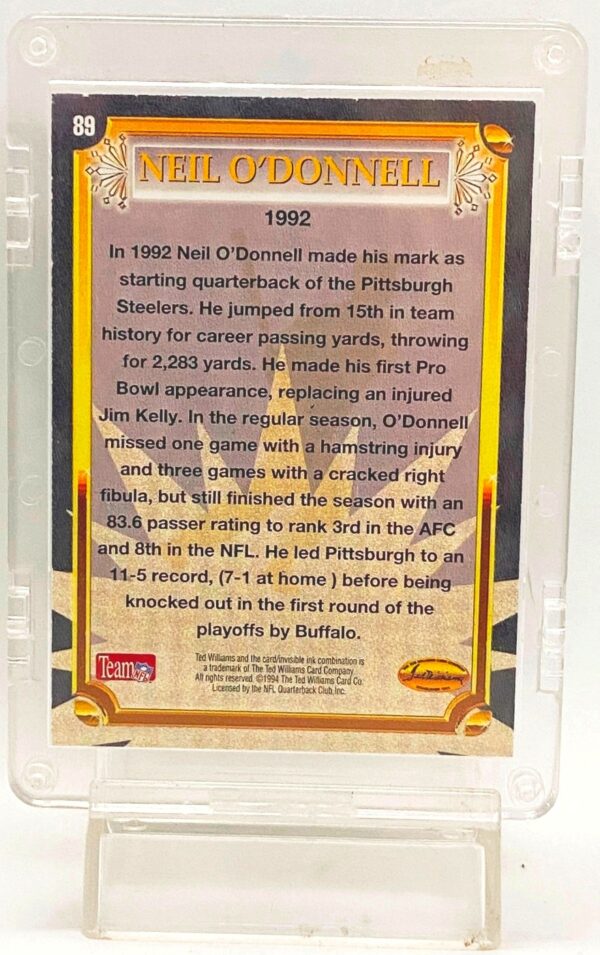 89
NEIL O'DONNELL
1992
In 1992 Neil O'Donnell made his mark as
starting quarterback of the Pittsburgh
Steelers. He jumped from 15th in team
history for career passing yards, throwing
for 2,283 yards. He made his first Pro
Bowl appearance, replacing an injured
Jim Kelly. In the regular season, O'Donnell
missed one game with a hamstring injury
and three games with a cracked right
fibula, but still finished the season with an
83.6 passer rating to rank 3rd in the AFC
and 8th in the NFL. He led Pittsburgh to an
11-5 record, (7-1 at home ) before being
knocked out in the first round of the
playoffs by Buffalo.
Team NFL
Ted Williams and the card/invisible ink combination is
a trademark of The Ted Williams Card Company.
All rights reserved. ©1994 The Ted Williams Card Co.
Licensed by the NFL Quarterback Club, Inc.